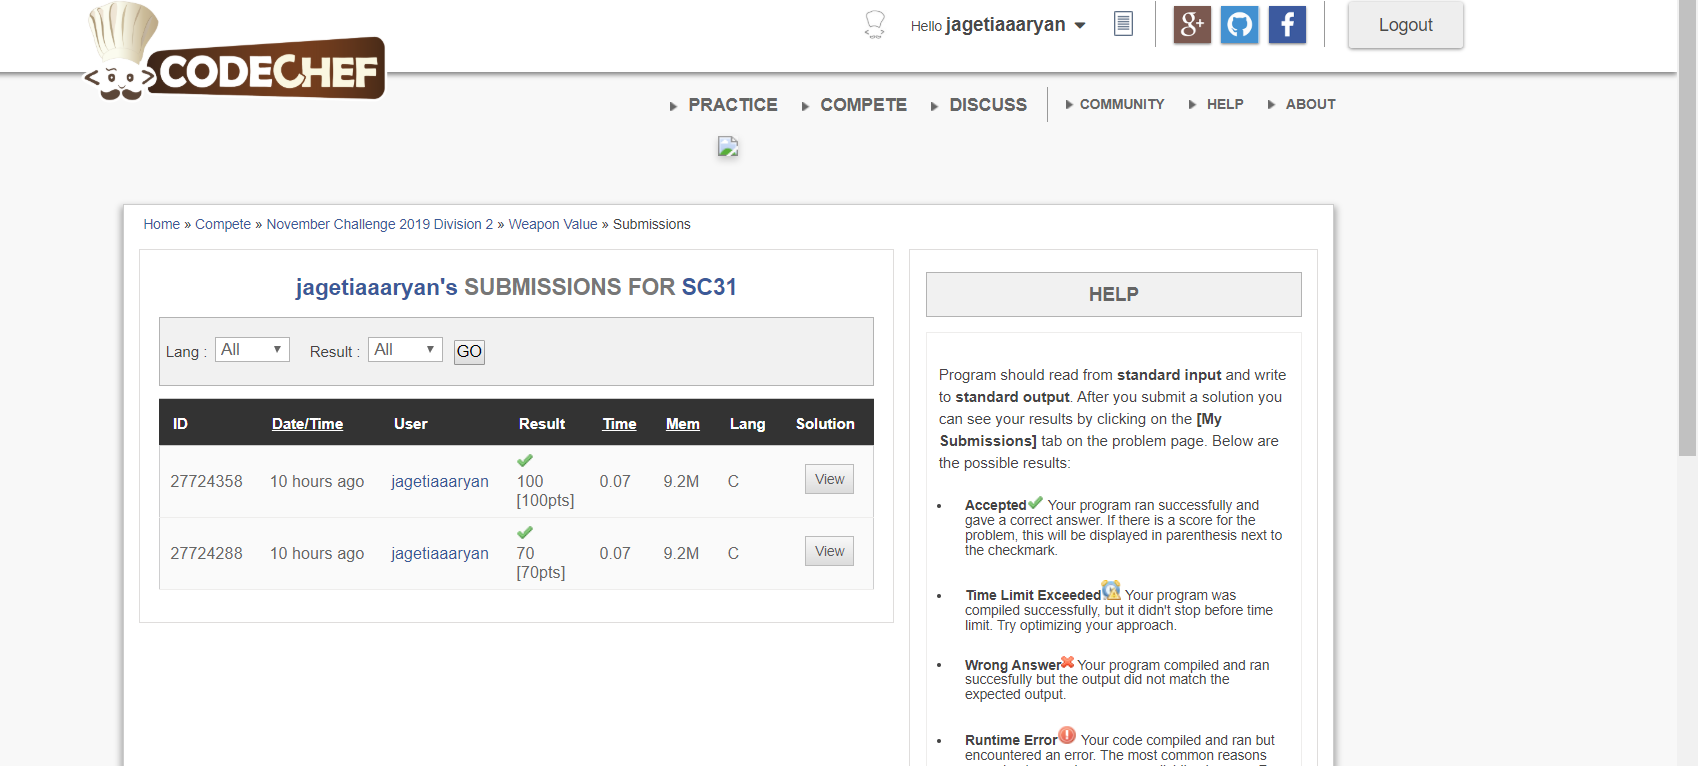 CODECHEF
Hello jagetiaaaryan
g+
f
Logout
PRACTICE COMPETE DISCUSS COMMUNITY HELP ABOUT
Home » Compete » November Challenge 2019 Division 2 » Weapon Value » Submissions
jagetiaaaryan's SUBMISSIONS FOR SC31
Lang : All Result : All GO
ID Date/Time User Result Time Mem Lang Solution
27724358 10 hours ago jagetiaaaryan 100 0.07 9.2M C View
[100pts]
27724288 10 hours ago jagetiaaaryan 70 0.07 9.2M C View
[70pts]
HELP
Program should read from standard input and write
to standard output. After you submit a solution you
can see your results by clicking on the [My
Submissions] tab on the problem page. Below are
the possible results:
Accepted Your program ran successfully and
gave a correct answer. If there is a score for the
problem, this will be displayed in parenthesis next to
the checkmark.
Time Limit Exceeded Your program was
compiled successfully, but it didn't stop before time
limit. Try optimizing your approach.
Wrong Answer Your program compiled and ran
succesfully but the output did not match the
expected output.
Runtime Error Your code compiled and ran but
encountered an error. The most common reasons